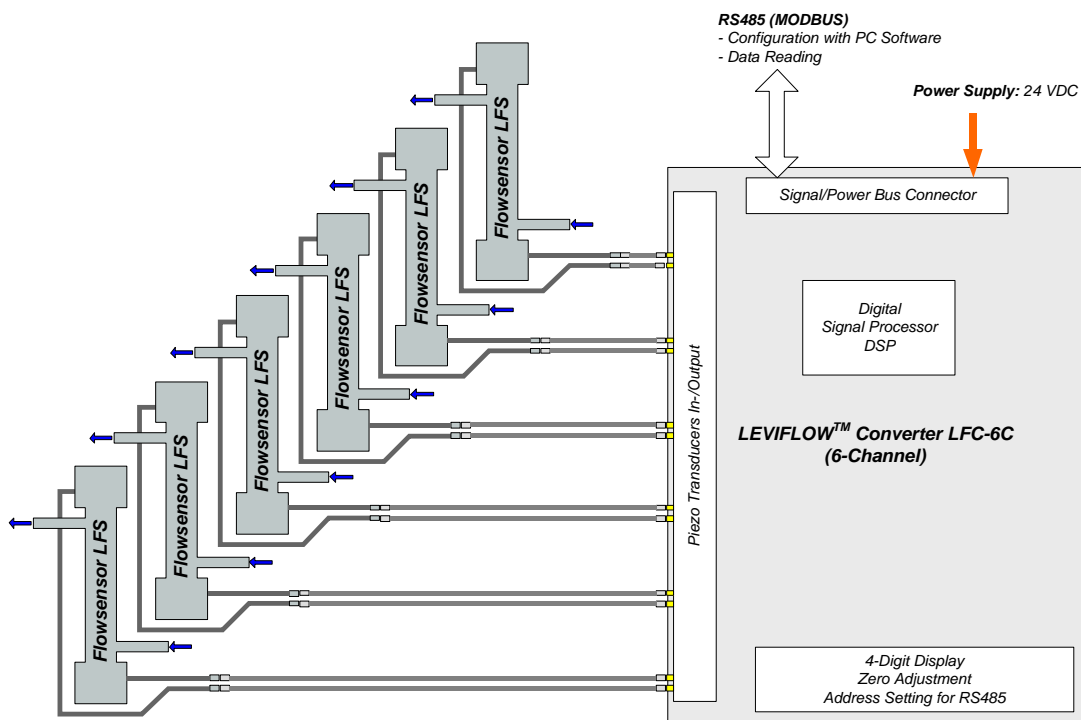 RS485 (MODBUS)
- Configuration with PC Software
- Data Reading
Power Supply: 24 VDC
Flowsensor LFS
Flowsensor LFS
Flowsensor LFS
Flowsensor LFS
Flowsensor LFS
Flowsensor LFS
Piezo Transducers In-/Output
Signal/Power Bus Connector
Digital
Signal Processor
DSP
LEVIFLOW™ Converter LFC-6C
(6-Channel)
4-Digit Display
Zero Adjustment
Address Setting for RS485